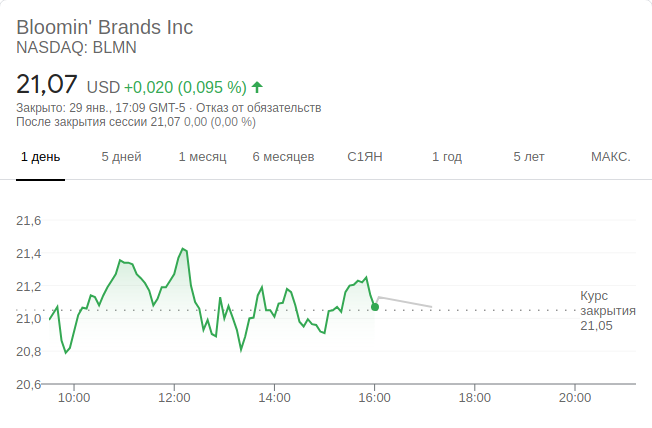 Bloomin' Brands Inc
NASDAQ: BLMN
21,07 USD +0,020 (0,095 %)
Закрыто: 29 янв., 17:09 GMT-5 · Отказ от обязательств
После закрытия сессии 21,07 0,00 (0,00 %)
1 день 5 дней 1 месяц 6 месяцев С1ЯН 1 год 5 лет МАКС.
21,6
21,4
21,2
21,0
20,8
20,6
Курс
закрытия
21,05
10:00 12:00 14:00 16:00 18:00 20:00